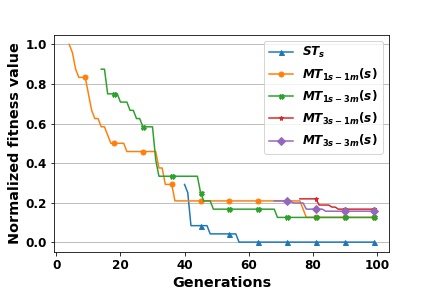 Normalized fitness value
1.0
0.8
0.6
0.4
0.2
0.0
0
20
40
60
80
100
Generations
STs
MT1s−1m(s)
MT1s−3m(s)
MT3s−1m(s)
MT3s−3m(s)